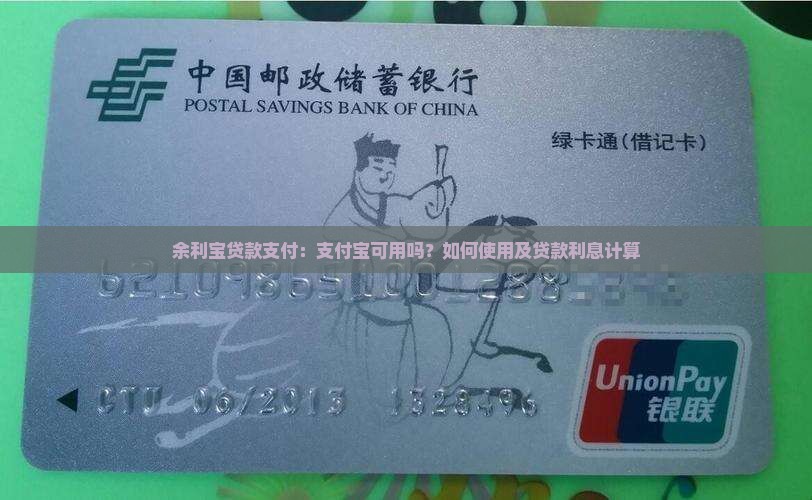 中国邮政储蓄银行
POSTAL SAVINGS BANK OF CHINA
绿卡通(借记卡)
余利宝贷款支付：支付宝可用吗？如何使用及贷款利息计算
CTU 06/2013 1328496
UnionPay
银联